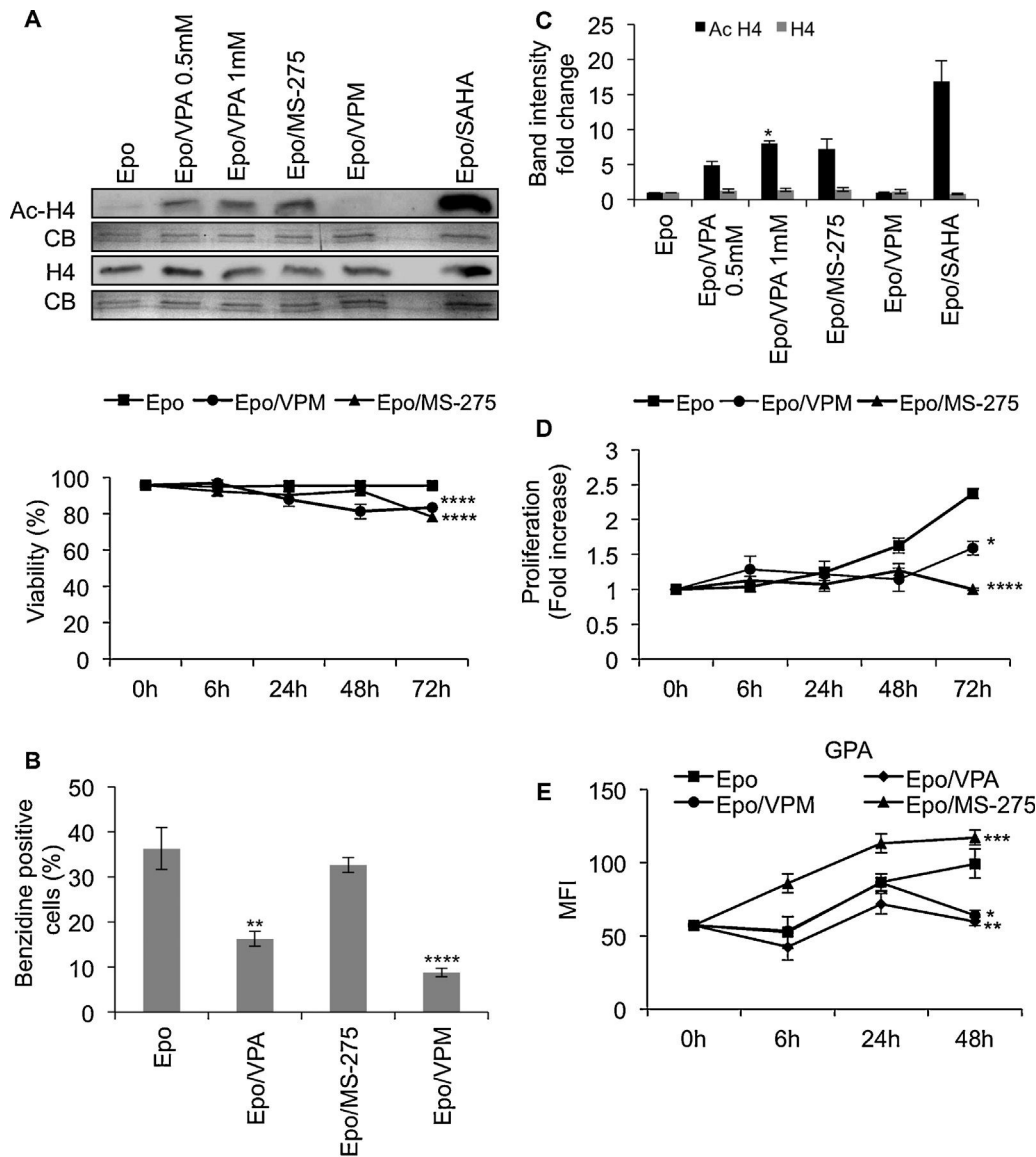 A
Epo
Epo/VPA 0.5mM
Epo/VPA 1mM
Epo/MS-275
Epo/VPM
Epo/SAHA
Ac-H4
CB
H4
CB
C
Ac H4 H4
Band intensity
fold change
25
20
15
10
5
0
*
Epo
Epo/VPA
0.5mM
Epo/VPA 1mM
Epo/MS-275
Epo/VPM
Epo/SAHA
Epo Epo/VPM Epo/MS-275
Viability (%)
100
80
60
40
20
0
****
****
0h 6h 24h 48h 72h
Epo Epo/VPM Epo/MS-275
D
Proliferation
(Fold increase)
3
2.5
2
1.5
1
0.5
0
*
****
0h 6h 24h 48h 72h
B
Benzidine positive
cells (%)
50
40
30
20
10
0
**
****
Epo
Epo/VPA
Epo/MS-275
Epo/VPM
GPA
E
Epo Epo/VPA
Epo/VPM Epo/MS-275
MFI
150
100
50
0
***
*
**
0h 6h 24h 48h